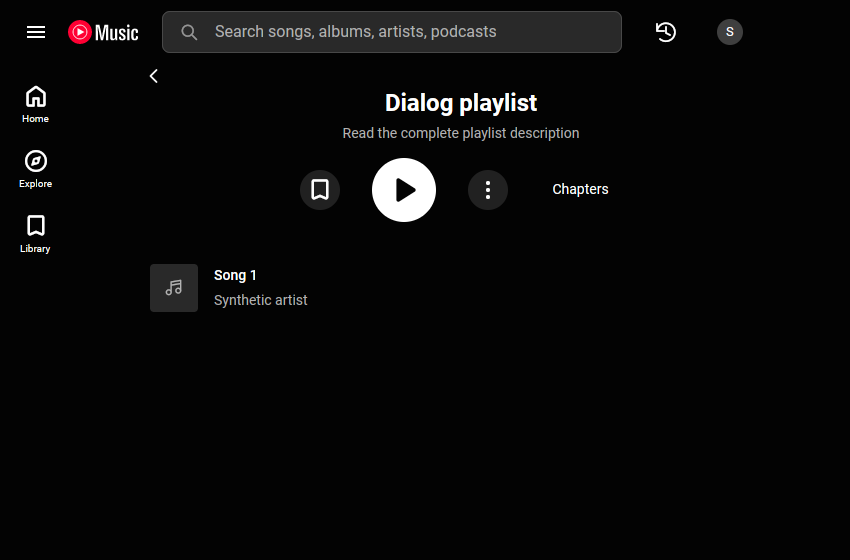 Music
Search songs, albums, artists, podcasts
S
Home
Explore
Library
Dialog playlist
Read the complete playlist description
Chapters
Song 1
Synthetic artist